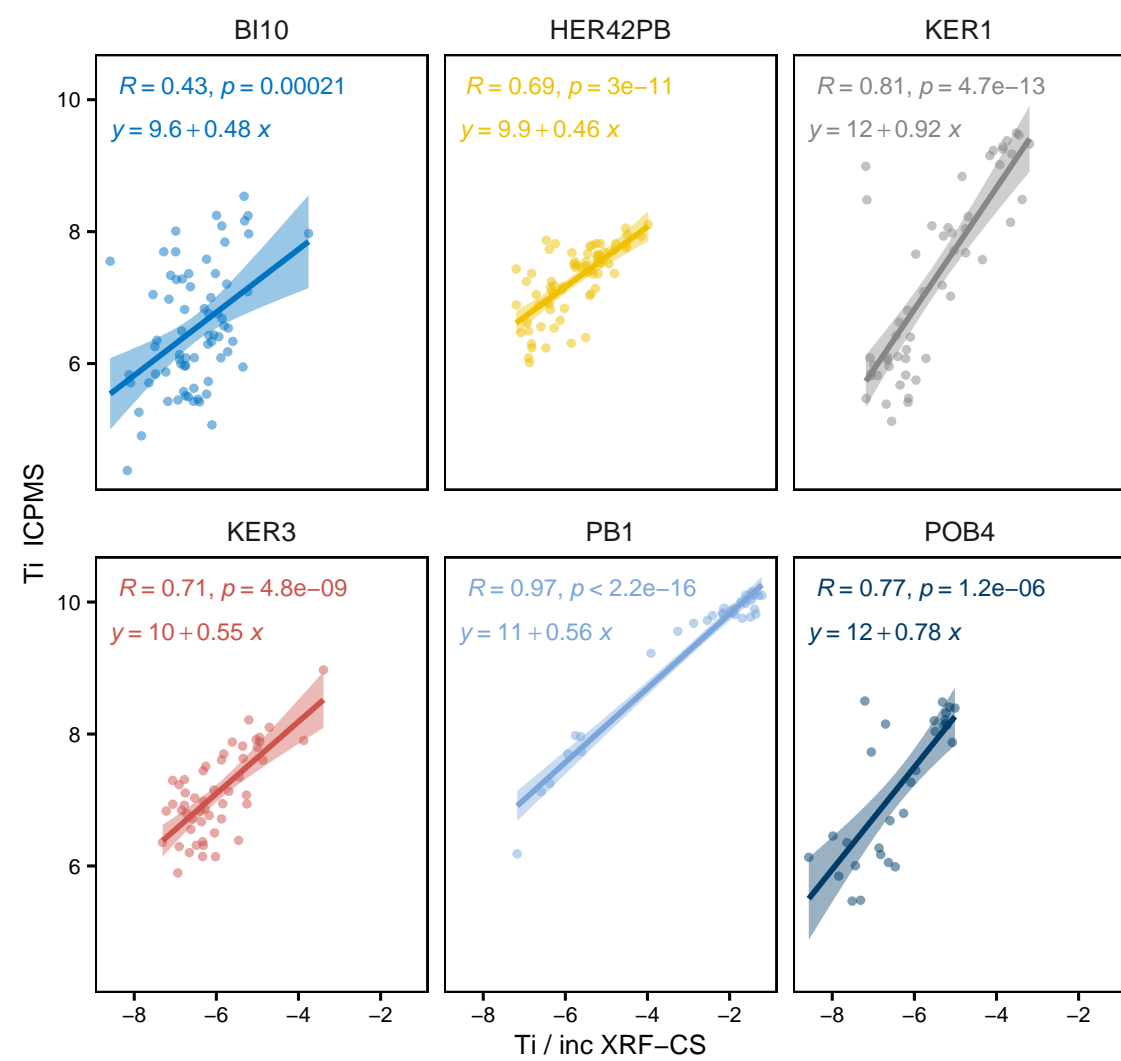 BI10 HER42PB KER1
R = 0.43, p = 0.00021 R = 0.69, p = 3e−11 R = 0.81, p = 4.7e−13
y = 9.6 + 0.48 x y = 9.9 + 0.46 x y = 12 + 0.92 x
10
8
6
Ti ICPMS
KER3 PB1 POB4
R = 0.71, p = 4.8e−09 R = 0.97, p < 2.2e−16 R = 0.77, p = 1.2e−06
y = 10 + 0.55 x y = 11 + 0.56 x y = 12 + 0.78 x
10
8
6
−8 −6 −4 −2 −8 −6 −4 −2 −8 −6 −4 −2
Ti / inc XRF−CS